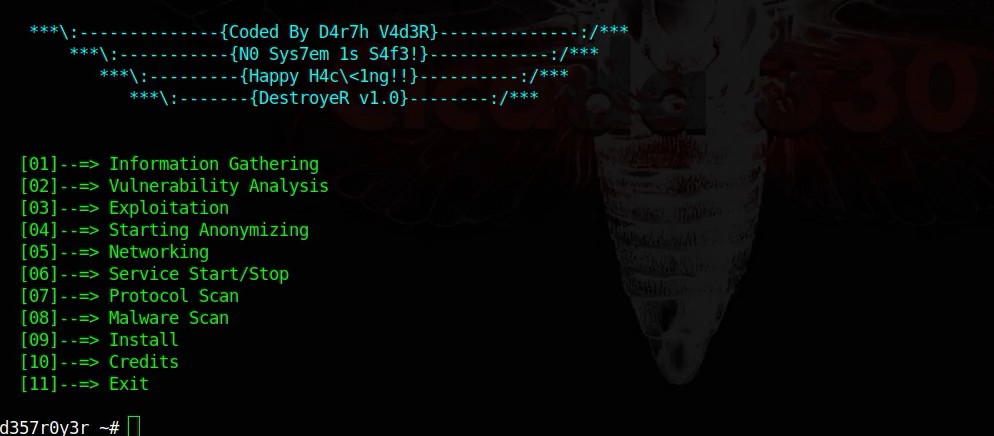 ***\:--------------{Coded By D4r7h V4d3R}--------------:/***
***\:-----------{N0 Sys7em 1s S4f3!}------------:/***
***\:---------{Happy H4c\<1ng!!}----------:/***
***\:-------{DestroyeR v1.0}--------:/***
[01]--=> Information Gathering
[02]--=> Vulnerability Analysis
[03]--=> Exploitation
[04]--=> Starting Anonymizing
[05]--=> Networking
[06]--=> Service Start/Stop
[07]--=> Protocol Scan
[08]--=> Malware Scan
[09]--=> Install
[10]--=> Credits
[11]--=> Exit
d357r0y3r ~#